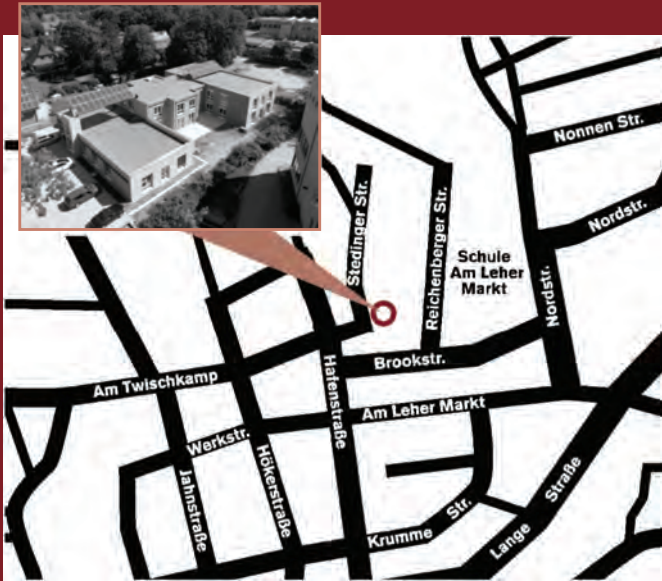 Nonnen Str.
Nordstr.
Stedinger Str.
Reichenberger Str.
Schule
Am Leher
Markt
Nordstr.
Hafenstraße
Brookstr.
Am Twischkamp
Am Leher Markt
Werkstr.
Jahnstraße
Hökerstraße
Krumme Str.
Lange Straße